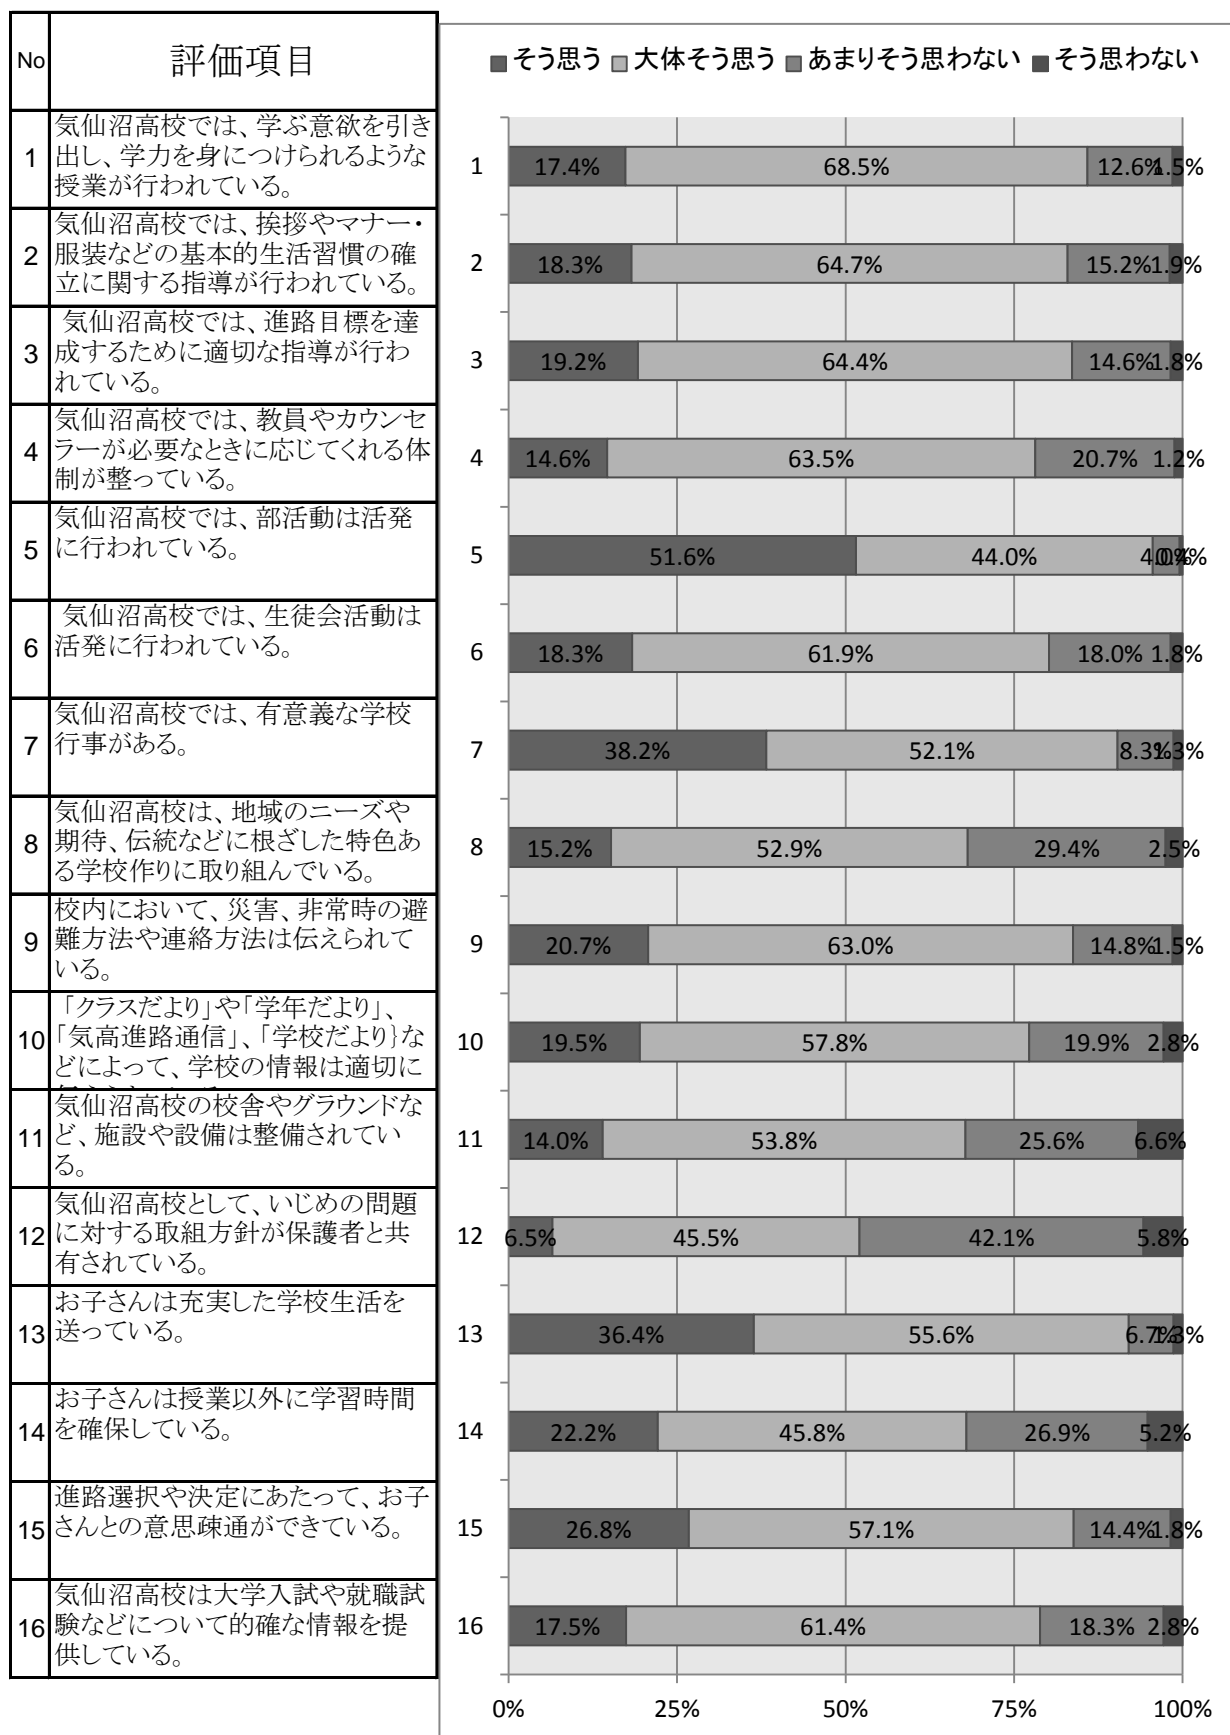 No 評価項目
そう思う 大体そう思う あまりそう思わない そう思わない
1 気仙沼高校では、学ぶ意欲を引き
出し、学力を身につけられるような
授業が行われている。
1 17.4% 68.5% 12.6% 1.5%
2 気仙沼高校では、挨拶やマナー・
服装などの基本的生活習慣の確
立に関する指導が行われている。
2 18.3% 64.7% 15.2% 1.9%
3 気仙沼高校では、進路目標を達
成するために適切な指導が行わ
れている。
3 19.2% 64.4% 14.6% 1.8%
4 気仙沼高校では、教員やカウンセ
ラーが必要なときに応じてくれる体
制が整っている。
4 14.6% 63.5% 20.7% 1.2%
5 気仙沼高校では、部活動は活発
に行われている。
5 51.6% 44.0% 4.0% 0.4%
6 気仙沼高校では、生徒会活動は
活発に行われている。
6 18.3% 61.9% 18.0% 1.8%
7 気仙沼高校では、有意義な学校
行事がある。
7 38.2% 52.1% 8.3% 1.3%
8 気仙沼高校は、地域のニーズや
期待、伝統などに根ざした特色あ
る学校作りに取り組んでいる。
8 15.2% 52.9% 29.4% 2.5%
9 校内において、災害、非常時の避
難方法や連絡方法は伝えられて
いる。
9 20.7% 63.0% 14.8% 1.5%
10 「クラスだより」や「学年だより」、
「気高進路通信」、「学校だより}な
どによって、学校の情報は適切に
10 19.5% 57.8% 19.9% 2.8%
11 気仙沼高校の校舎やグラウンドな
ど、施設や設備は整備されてい
る。
11 14.0% 53.8% 25.6% 6.6%
12 気仙沼高校として、いじめの問題
に対する取組方針が保護者と共
有されている。
12 6.5% 45.5% 42.1% 5.8%
13 お子さんは充実した学校生活を
送っている。
13 36.4% 55.6% 6.7% 1.3%
14 お子さんは授業以外に学習時間
を確保している。
14 22.2% 45.8% 26.9% 5.2%
15 進路選択や決定にあたって、お子
さんとの意思疎通ができている。
15 26.8% 57.1% 14.4% 1.8%
16 気仙沼高校は大学入試や就職試
験などについて的確な情報を提
供している。
16 17.5% 61.4% 18.3% 2.8%
0% 25% 50% 75% 100%